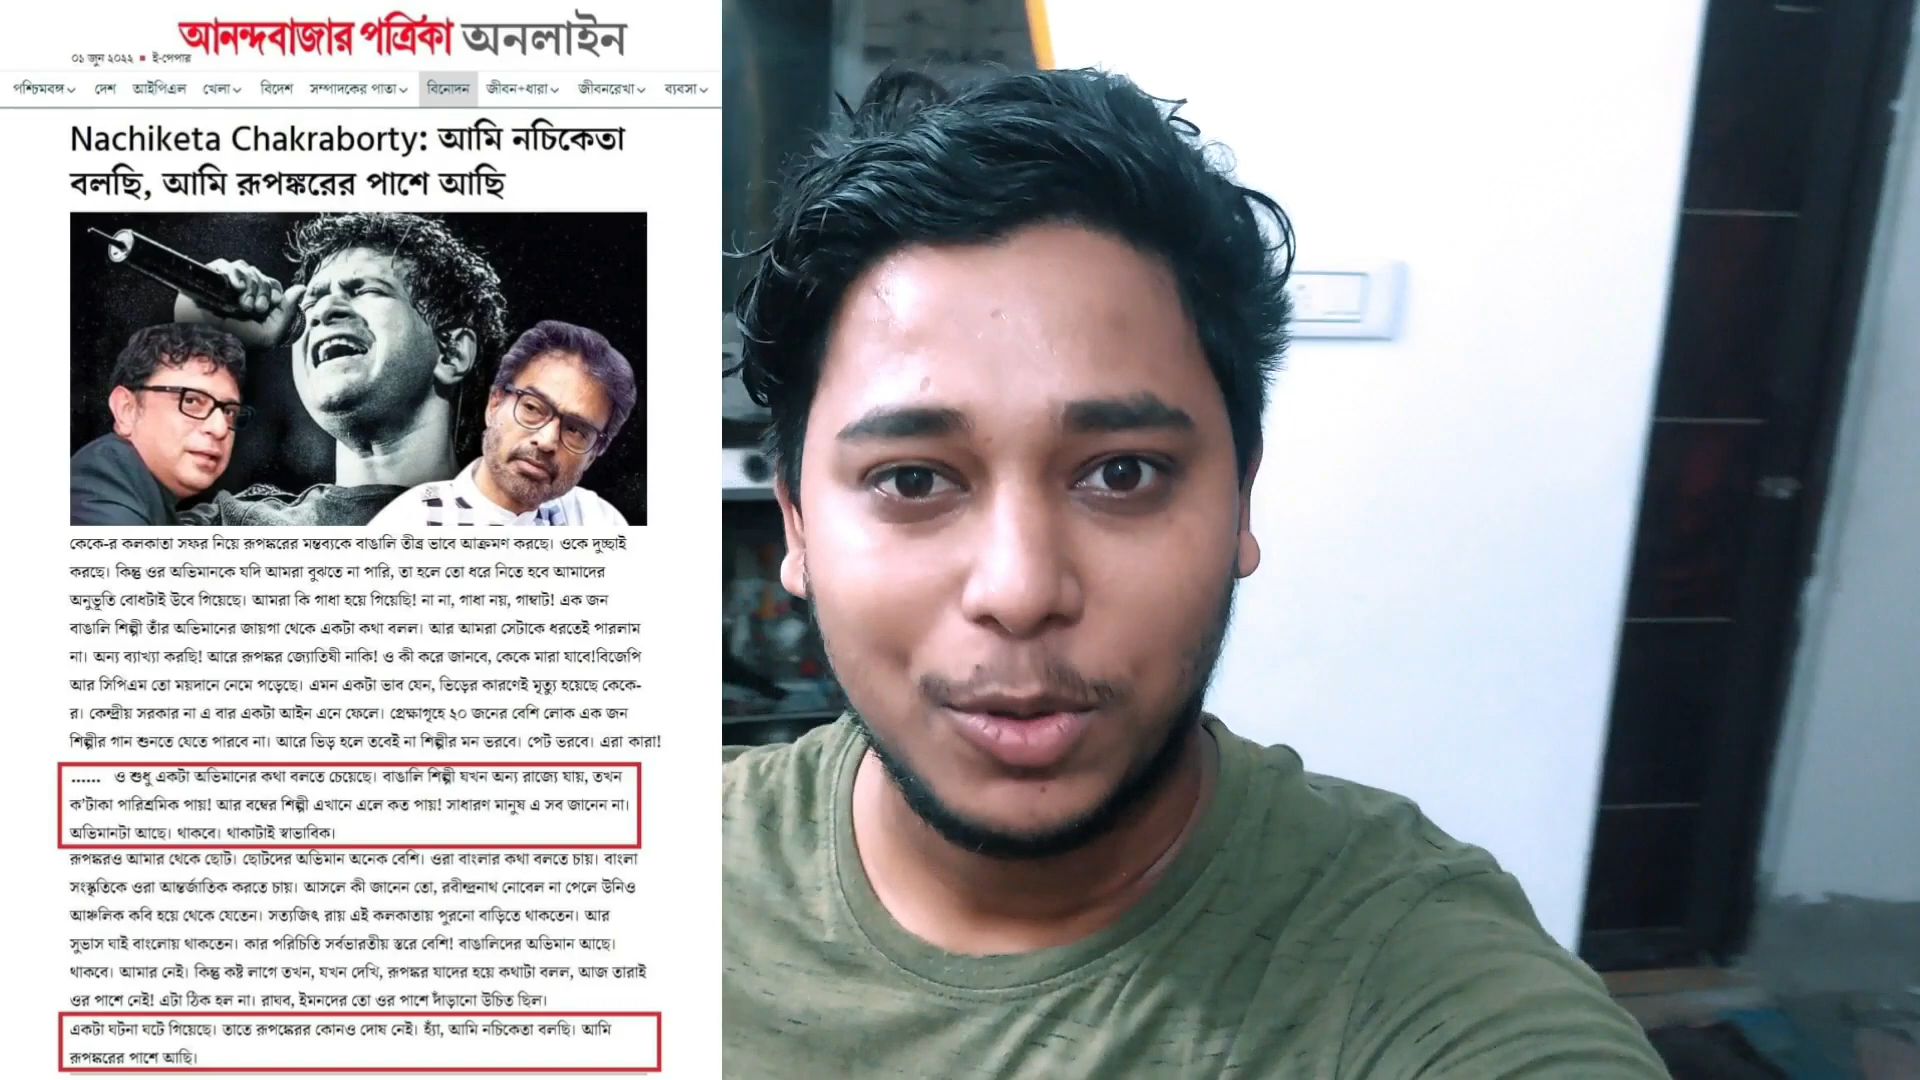 আনন্দবাজার পত্রিকা অনলাইন
০১ জুন ২০২২ ই-পেপার
পশ্চিমবঙ্গ দেশ আইপিএল খেলা বিদেশ সম্পাদকের পাতা বিনোদন জীবন+ধারা জীবনরেখা ব্যবসা
Nachiketa Chakraborty: আমি নচিকেতা
বলছি, আমি রূপঙ্করের পাশে আছি
কেকে-র কলকাতা সফর নিয়ে রূপঙ্করের মন্তব্যকে বাঙালি তীব্র ভাবে আক্রমণ করছে। ওকে দুচ্ছাই
করছে। কিন্তু ওর অভিমানকে যদি আমরা বুঝতে না পারি, তা হলে তো ধরে নিতে হবে আমাদের
অনুভূতি বোধটাই উবে গিয়েছে। আমরা কি গাধা হয়ে গিয়েছি! না না, গাধা নয়, গাম্বাট! এক জন
বাঙালি শিল্পী তাঁর অভিমানের জায়গা থেকে একটা কথা বলল। আর আমরা সেটাকে ধরতেই পারলাম
না। অন্য ব্যাখ্যা করছি! আরে রূপঙ্কর জ্যোতিষী নাকি! ও কী করে জানবে, কেকে মারা যাবে!বিজেপি
আর সিপিএম তো ময়দানে নেমে পড়েছে। এমন একটা ভাব যেন, ভিড়ের কারণেই মৃত্যু হয়েছে কেকে-
র। কেন্দ্রীয় সরকার না এ বার একটা আইন এনে ফেলে। প্রেক্ষাগৃহে ২০ জনের বেশি লোক এক জন
শিল্পীর গান শুনতে যেতে পারবে না। আরে ভিড় হলে তবেই না শিল্পীর মন ভরবে। পেট ভরবে। এরা কারা!
...... ও শুধু একটা অভিমানের কথা বলতে চেয়েছে। বাঙালি শিল্পী যখন অন্য রাজ্যে যায়, তখন
ক'টাকা পারিশ্রমিক পায়! আর বম্বের শিল্পী এখানে এলে কত পায়! সাধারণ মানুষ এ সব জানেন না।
অভিমানটা আছে। থাকবে। থাকাটাই স্বাভাবিক।
রূপঙ্করও আমার থেকে ছোট। ছোটদের অভিমান অনেক বেশি। ওরা বাংলার কথা বলতে চায়। বাংলা
সংস্কৃতিকে ওরা আন্তর্জাতিক করতে চায়। আসলে কী জানেন তো, রবীন্দ্রনাথ নোবেল না পেলে উনিও
আঞ্চলিক কবি হয়ে থেকে যেতেন। সত্যজিৎ রায় এই কলকাতায় পুরনো বাড়িতে থাকতেন। আর
সুভাস ঘাই বাংলোয় থাকতেন। কার পরিচিতি সর্বভারতীয় স্তরে বেশি! বাঙালিদের অভিমান আছে।
থাকবে। আমার নেই। কিন্তু কষ্ট লাগে তখন, যখন দেখি, রূপঙ্কর যাদের হয়ে কথাটা বলল, আজ তারাই
ওর পাশে নেই! এটা ঠিক হল না। রাঘব, ইমনদের তো ওর পাশে দাঁড়ানো উচিত ছিল।
একটা ঘটনা ঘটে গিয়েছে। তাতে রূপঙ্করের কোনও দোষ নেই। হ্যাঁ, আমি নচিকেতা বলছি। আমি
রূপঙ্করের পাশে আছি।